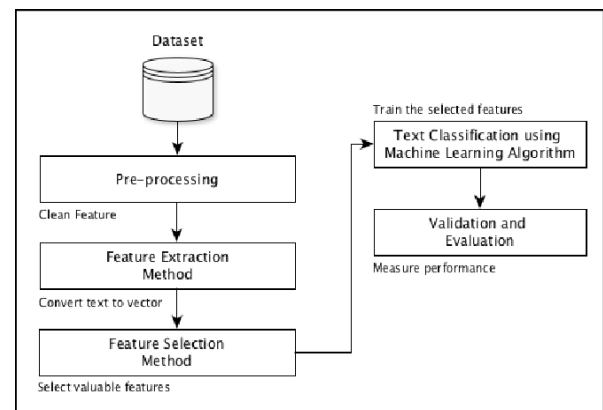 Dataset
Pre-processing
Clean Feature
Feature Extraction
Method
Convert text to vector
Feature Selection
Method
Select valuable features
Train the selected features
Text Classification using
Machine Learning Algorithm
Validation and
Evaluation
Measure performance